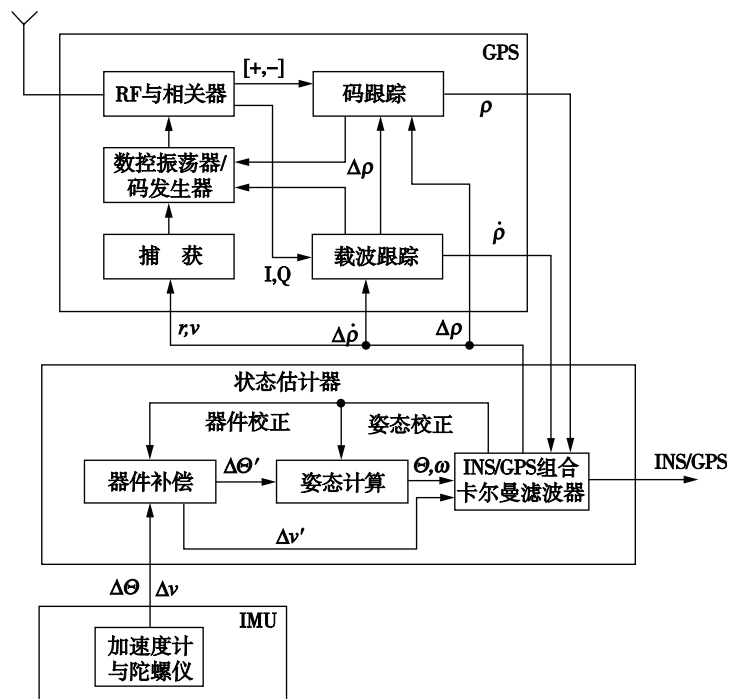 GPS
[+,−]
RF与相关器
码跟踪
ρ
数控振荡器/
码发生器
Δρ
ρ̇
捕 获
载波跟踪
I,Q
r,v
Δρ̇
Δρ
状态估计器
器件校正
姿态校正
INS/GPS
器件补偿
ΔΘ′
姿态计算
Θ,ω
INS/GPS组合
卡尔曼滤波器
Δv′
ΔΘ
Δv
IMU
加速度计
与陀螺仪